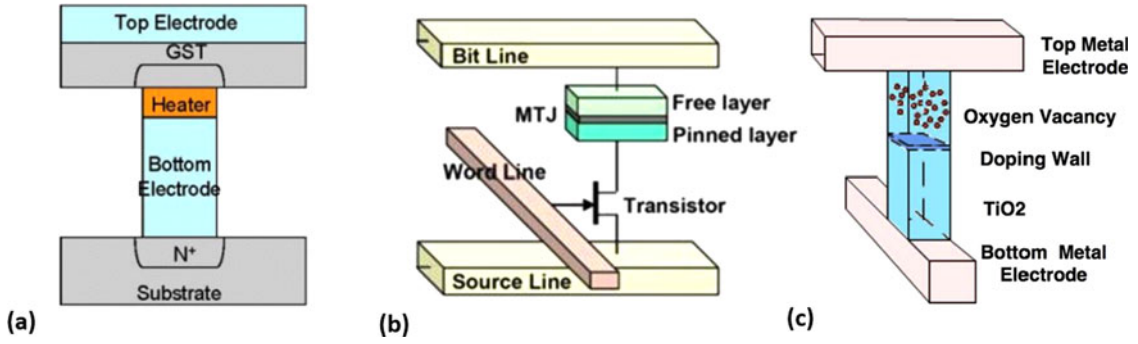 Top Electrode
GST
Heater
Bottom
Electrode
N+
Substrate
(a)
Bit Line
MTJ
Free layer
Pinned layer
Word Line
Transistor
Source Line
(b)
Top Metal
Electrode
Oxygen Vacancy
Doping Wall
TiO2
Bottom Metal
Electrode
(c)